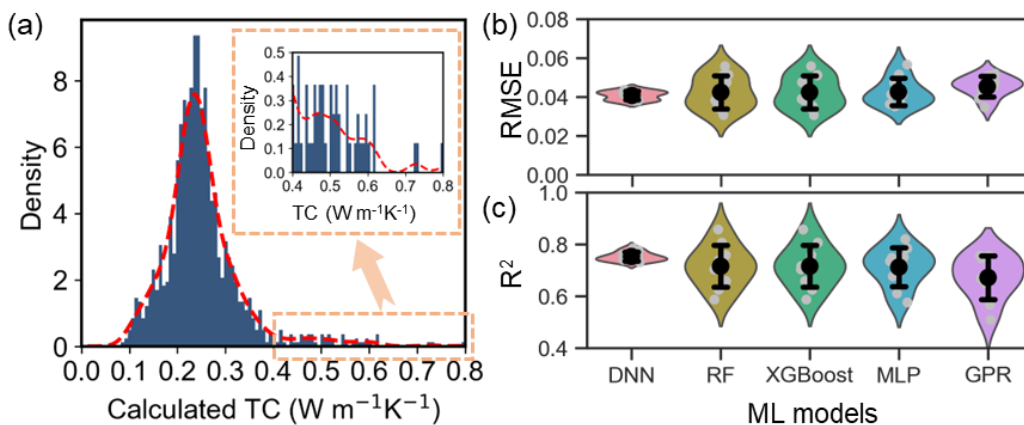 (a)
Density
8
6
4
2
0
0.0 0.1 0.2 0.3 0.4 0.5 0.6 0.7 0.8
Calculated TC (W m⁻¹K⁻¹)
Density
0.5
0.4
0.3
0.2
0.1
0.0
0.4 0.5 0.6 0.7 0.8
TC (W m⁻¹K⁻¹)
(b)
RMSE
0.08
0.06
0.04
0.02
0.00
(c)
R²
1.0
0.8
0.6
0.4
DNN RF XGBoost MLP GPR
ML models